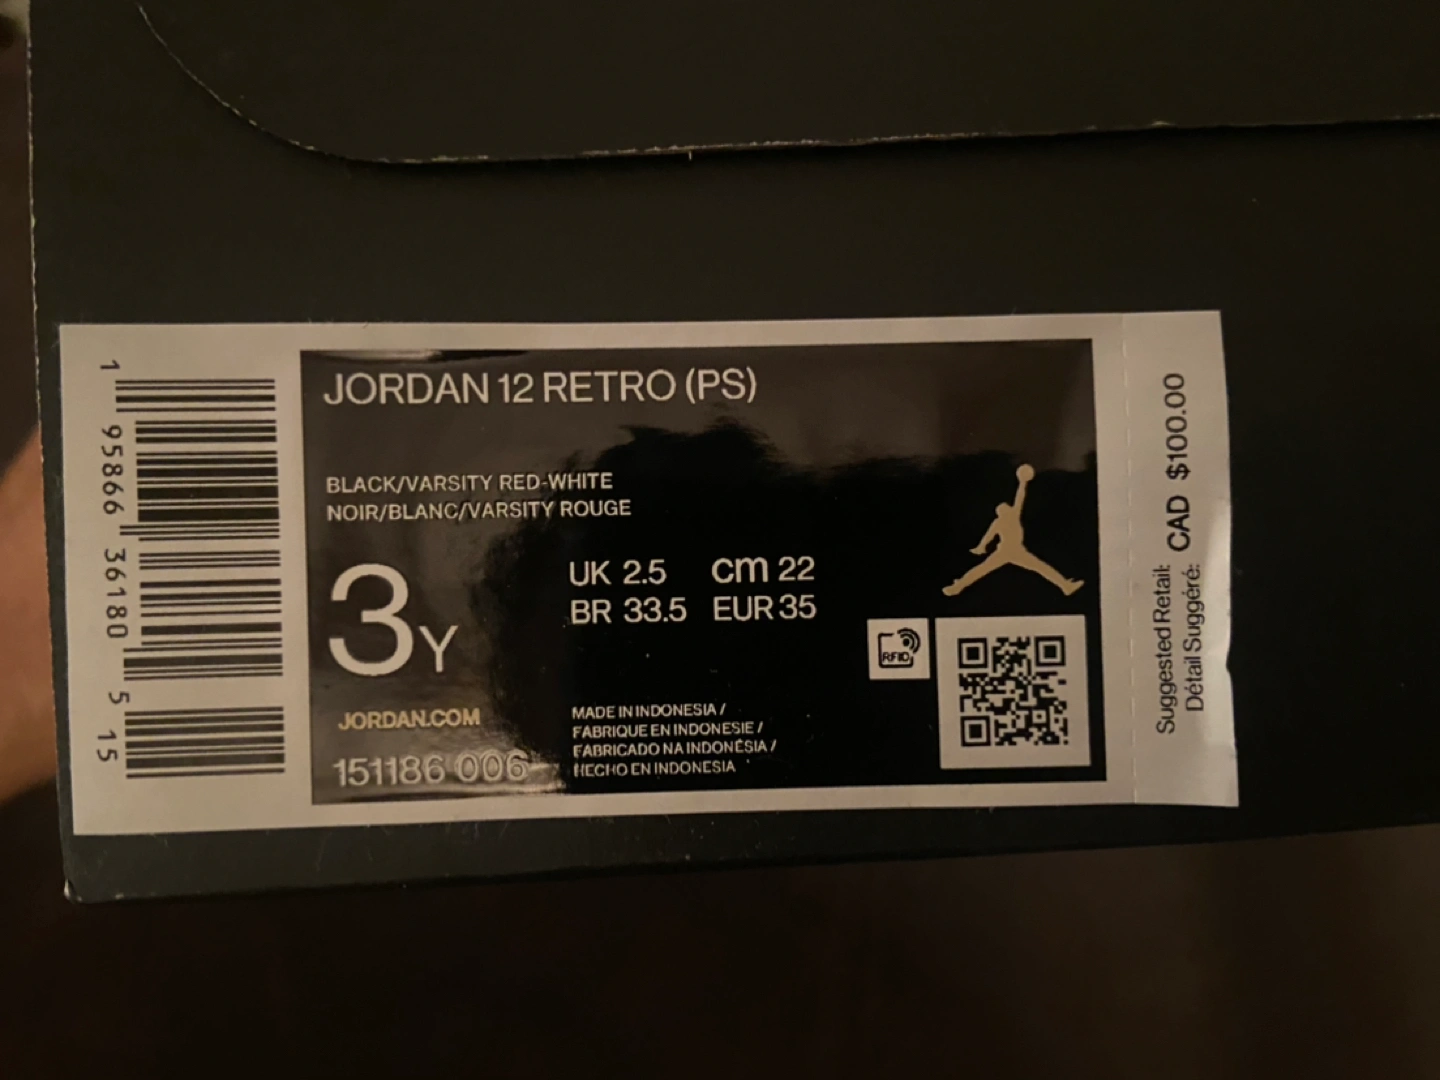 1 95866 36180 5 15
JORDAN 12 RETRO (PS)
BLACK/VARSITY RED-WHITE
NOIR/BLANC/VARSITY ROUGE
3Y
UK 2.5 cm 22
BR 33.5 EUR 35
JORDAN.COM
151186 006
MADE IN INDONESIA /
FABRIQUE EN INDONESIE /
FABRICADO NA INDONÉSIA /
HECHO EN INDONESIA
RFID
Suggested Retail:
Détail Suggéré: CAD $100.00